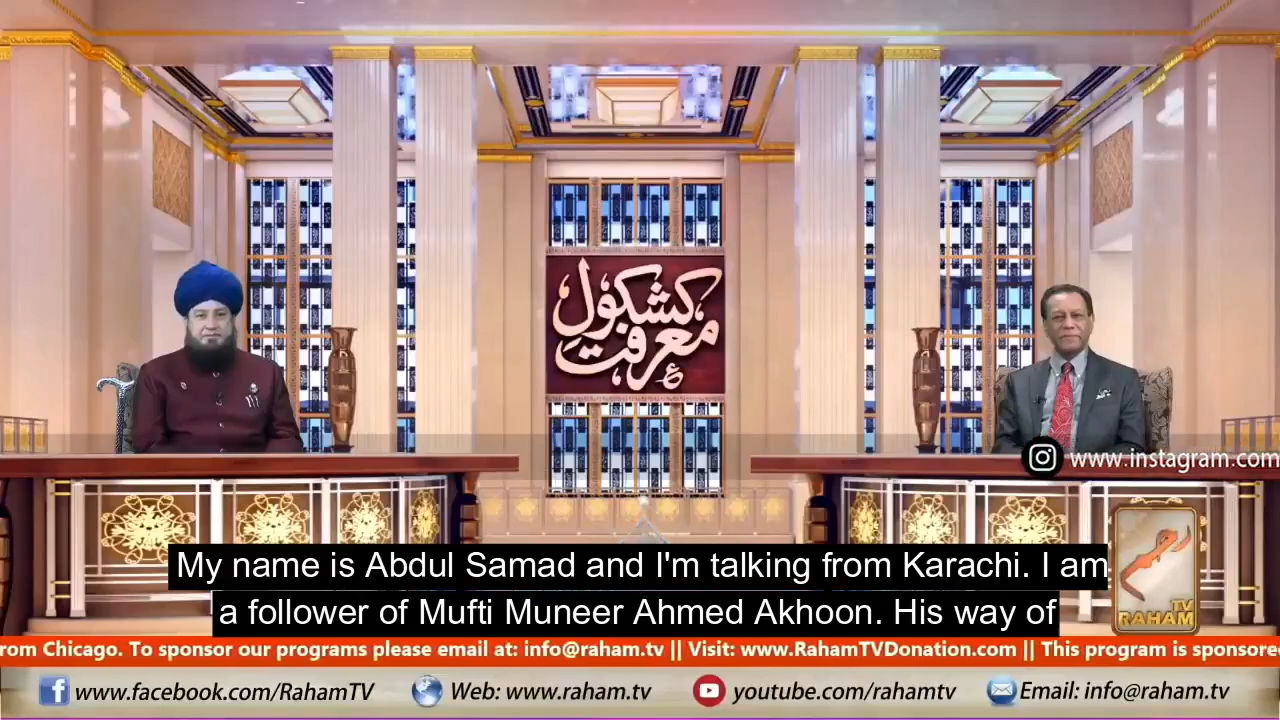 کشکولِ
معرفت
www.instagram.com
My name is Abdul Samad and I'm talking from Karachi. I am
a follower of Mufti Muneer Ahmed Akhoon. His way of
رحم
TV
RAHAM
from Chicago. To sponsor our programs please email at: info@raham.tv || Visit: www.RahamTVDonation.com || This program is sponsore
www.facebook.com/RahamTV
Web: www.raham.tv
youtube.com/rahamtv
Email: info@raham.tv